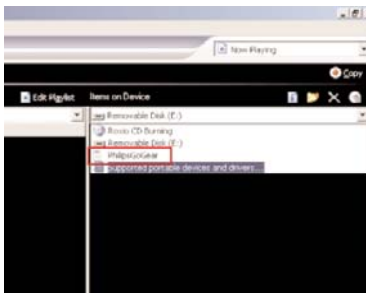 Now Playing
Copy
Edit Playlist
Items on Device
Removable Disk (E:)
Roxio CD Burning
Removable Disk (E:)
PhilipsGoGear
Supported portable devices and drivers...